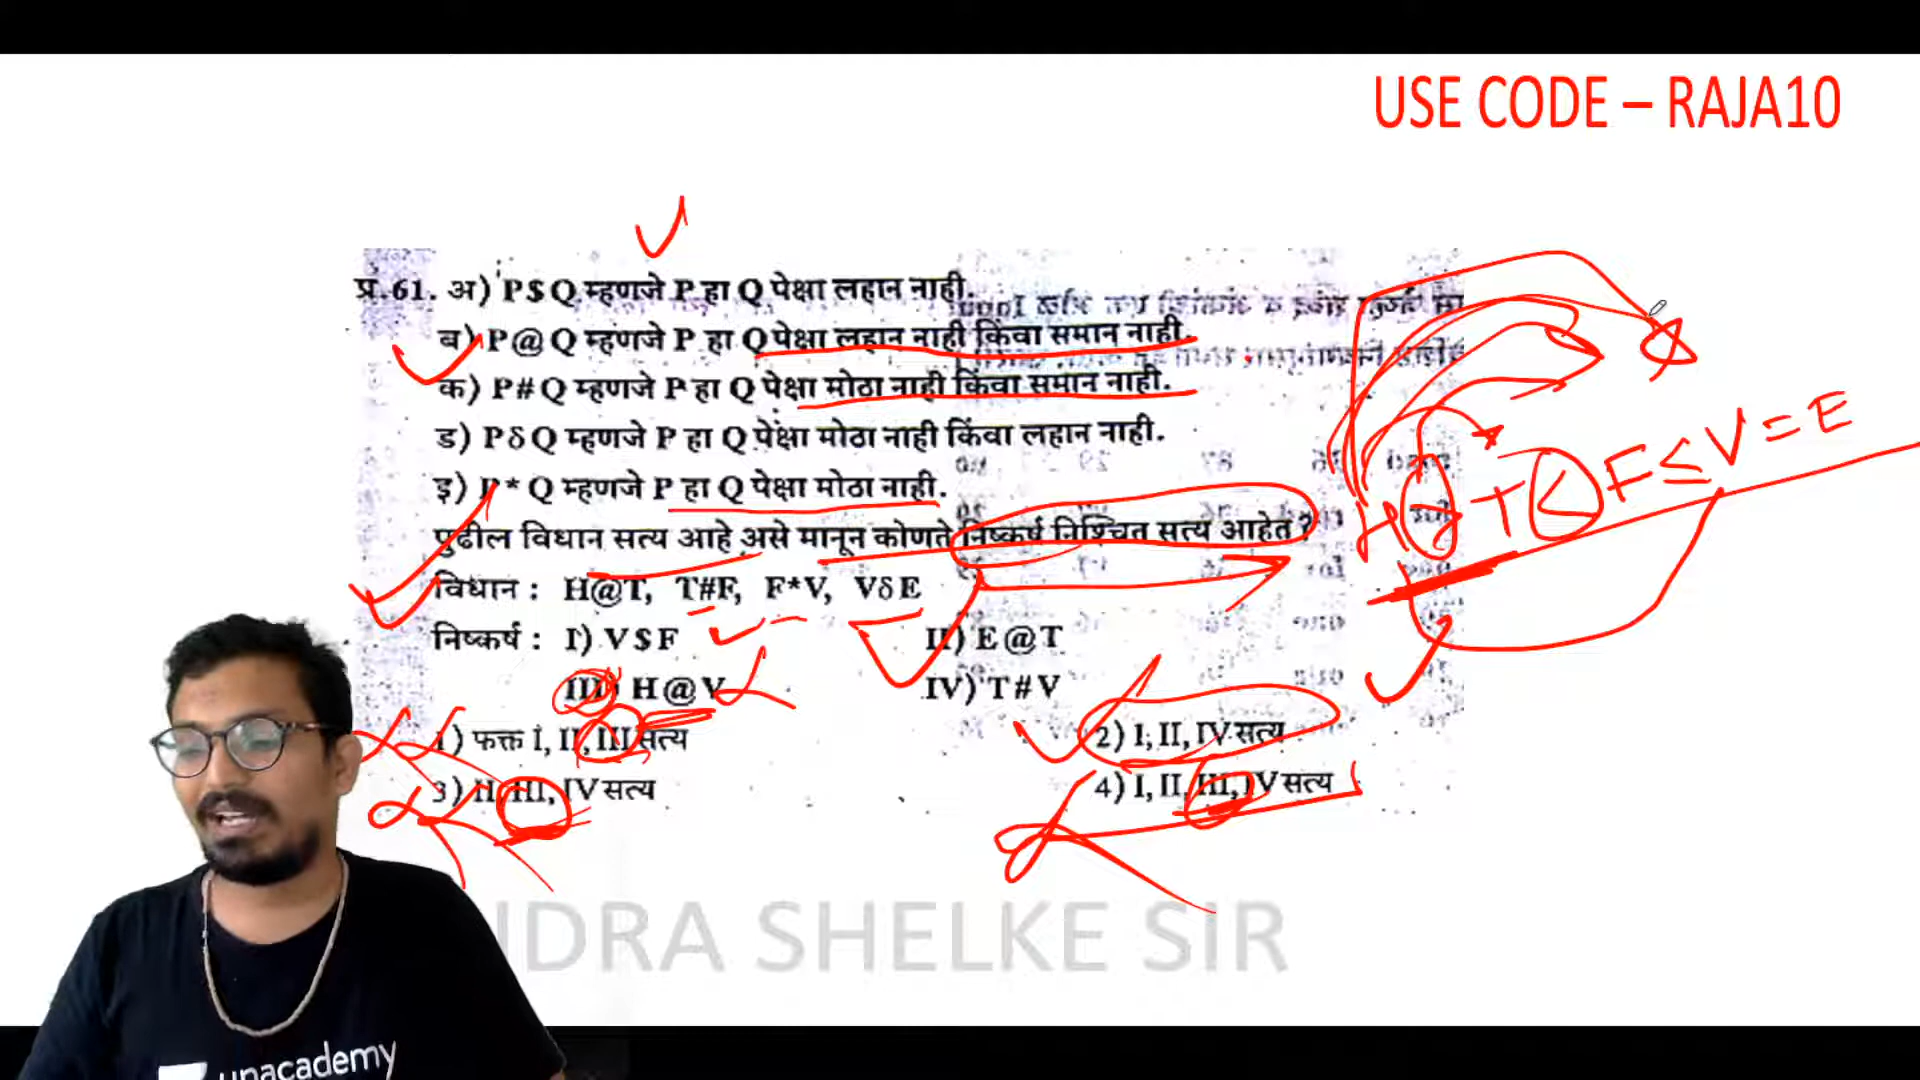 USE CODE – RAJA10
प्र.61. अ) P$Q म्हणजे P हा Q पेक्षा लहान नाही.
ब) P@Q म्हणजे P हा Q पेक्षा लहान नाही किंवा समान नाही.
क) P#Q म्हणजे P हा Q पेक्षा मोठा नाही किंवा समान नाही.
ड) PδQ म्हणजे P हा Q पेक्षा मोठा नाही किंवा लहान नाही.
इ) P*Q म्हणजे P हा Q पेक्षा मोठा नाही.
पुढील विधान सत्य आहे असे मानून कोणते निष्कर्ष निश्चित सत्य आहेत?
विधान : H@T, T#F, F*V, VδE
निष्कर्ष : I) V$F II) E@T
III) H@V IV) T#V
1) फक्त I, II, III सत्य 2) I, II, IV सत्य
3) II, III, IV सत्य 4) I, II, III, IV सत्य
H > T < F ≤ V = E
NDRA SHELKE SIR
unacademy